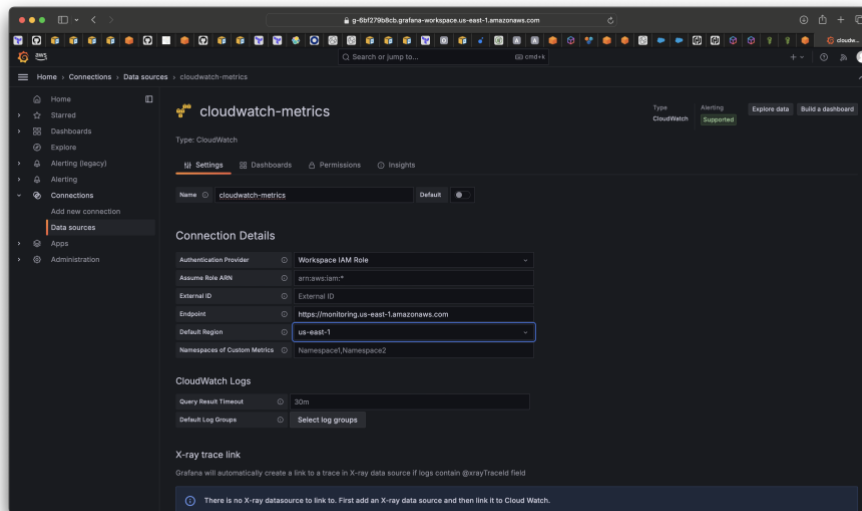 g-6bf279b8cb.grafana-workspace.us-east-1.amazonaws.com
cloudw...
aws
Search or jump to...
cmd+k
Home > Connections > Data sources > cloudwatch-metrics
Home
Starred
Dashboards
Explore
Alerting (legacy)
Alerting
Connections
Add new connection
Data sources
Apps
Administration
cloudwatch-metrics
Type: CloudWatch
Type
CloudWatch
Alerting
Supported
Explore data
Build a dashboard
Settings
Dashboards
Permissions
Insights
Name
cloudwatch-metrics
Default
Connection Details
Authentication Provider
Workspace IAM Role
Assume Role ARN
arn:aws:iam:*
External ID
External ID
Endpoint
https://monitoring.us-east-1.amazonaws.com
Default Region
us-east-1
Namespaces of Custom Metrics
Namespace1,Namespace2
CloudWatch Logs
Query Result Timeout
30m
Default Log Groups
Select log groups
X-ray trace link
Grafana will automatically create a link to a trace in X-ray data source if logs contain @xrayTraceId field
There is no X-ray datasource to link to. First add an X-ray data source and then link it to Cloud Watch.